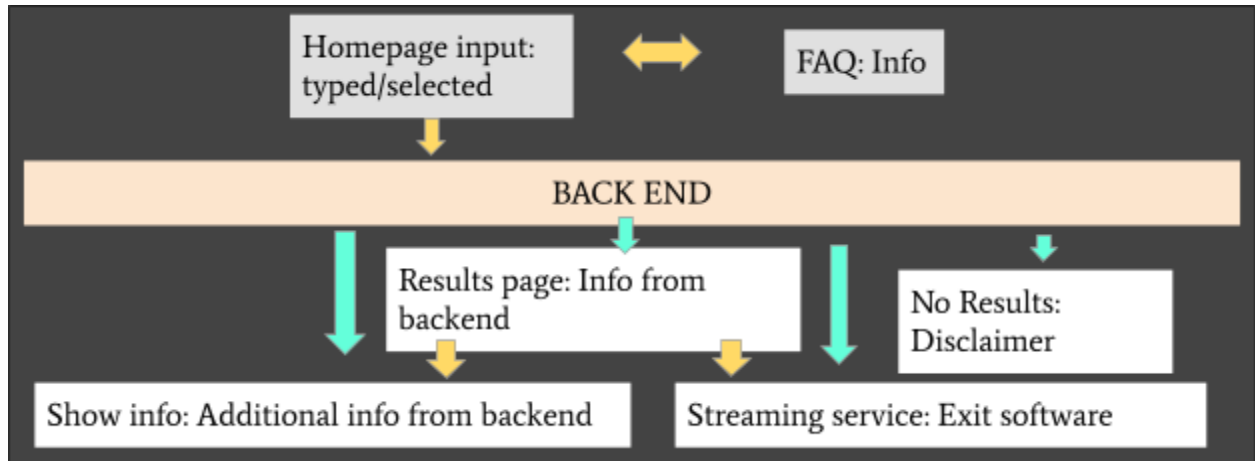 Homepage input:
typed/selected
FAQ: Info
BACK END
Results page: Info from
backend
No Results:
Disclaimer
Show info: Additional info from backend
Streaming service: Exit software